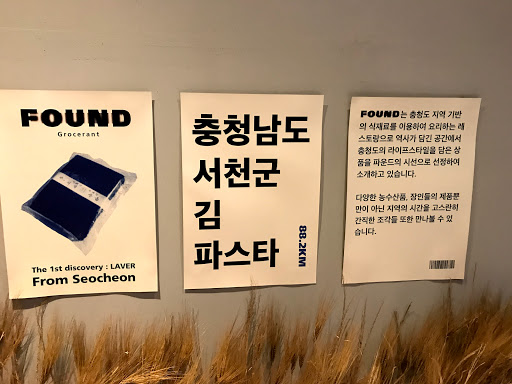 FOUND
Grocerant
The 1st discovery : LAVER
From Seocheon
충청남도
서천군
김
파스타
88.2KM
FOUND는 충청도 지역 기반
의 식재료를 이용하여 요리하는 레
스토랑으로 역사가 담긴 공간에서
충청도의 라이프스타일을 담은 상
품을 파운드의 시선으로 선정하여
소개하고 있습니다.
다양한 농수산품, 장인들의 제품뿐
만이 아닌 지역의 시간을 고스란히
간직한 조각들 또한 만나볼 수 있
습니다.